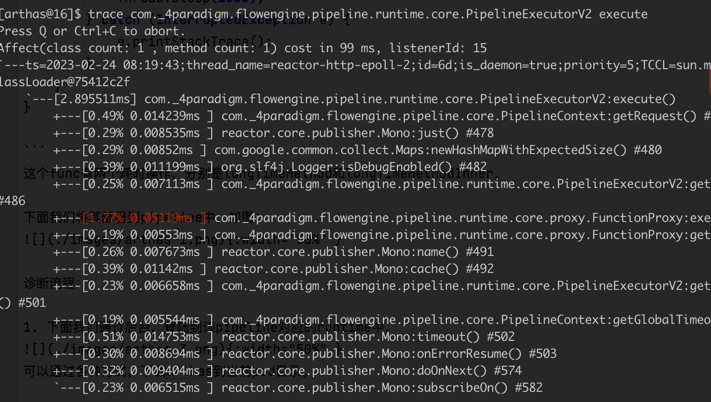 [arthas@16]$ trace com._4paradigm.flowengine.pipeline.runtime.core.PipelineExecutorV2 execute
Press Q or Ctrl+C to abort.
e.printStackTrace();
Affect(class count: 1 , method count: 1) cost in 99 ms, listenerId: 15
`---ts=2023-02-24 08:19:43;thread_name=reactor-http-epoll-2;id=6d;is_daemon=true;priority=5;TCCL=sun.m
lassLoader@75412c2f
}
`---[2.895511ms] com._4paradigm.flowengine.pipeline.runtime.core.PipelineExecutorV2:execute()
+---[0.49% 0.014239ms ] com._4paradigm.flowengine.pipeline.runtime.core.PipelineContext:getRequest() #
+---[0.29% 0.008535ms ] reactor.core.publisher.Mono:just() #478
```
+---[0.29% 0.00852ms ] com.google.common.collect.Maps:newHashMapWithExpectedSize() #480
+---[0.39% 0.011199ms ] org.slf4j.Logger:isDebugEnabled() #482
+---[0.25% 0.007113ms ] com._4paradigm.flowengine.pipeline.runtime.core.PipelineExecutorV2:get
#486
+---[1.77% 0.05119ms ] com._4paradigm.flowengine.pipeline.runtime.core.proxy.FunctionProxy:exe
+---[0.19% 0.00553ms ] com._4paradigm.flowengine.pipeline.runtime.core.proxy.FunctionProxy:get
+---[0.26% 0.007673ms ] reactor.core.publisher.Mono:name() #491
+---[0.39% 0.01142ms ] reactor.core.publisher.Mono:cache() #492
诊断流程
+---[0.23% 0.006658ms ] com._4paradigm.flowengine.pipeline.runtime.core.PipelineExecutorV2:get
() #501
+---[0.19% 0.005544ms ] com._4paradigm.flowengine.pipeline.runtime.core.PipelineContext:getGlobalTimeo
+---[0.51% 0.014753ms ] reactor.core.publisher.Mono:timeout() #502
+---[0.30% 0.008694ms ] reactor.core.publisher.Mono:onErrorResume() #503
+---[0.32% 0.009404ms ] reactor.core.publisher.Mono:doOnNext() #574
`---[0.23% 0.006515ms ] reactor.core.publisher.Mono:subscribeOn() #582